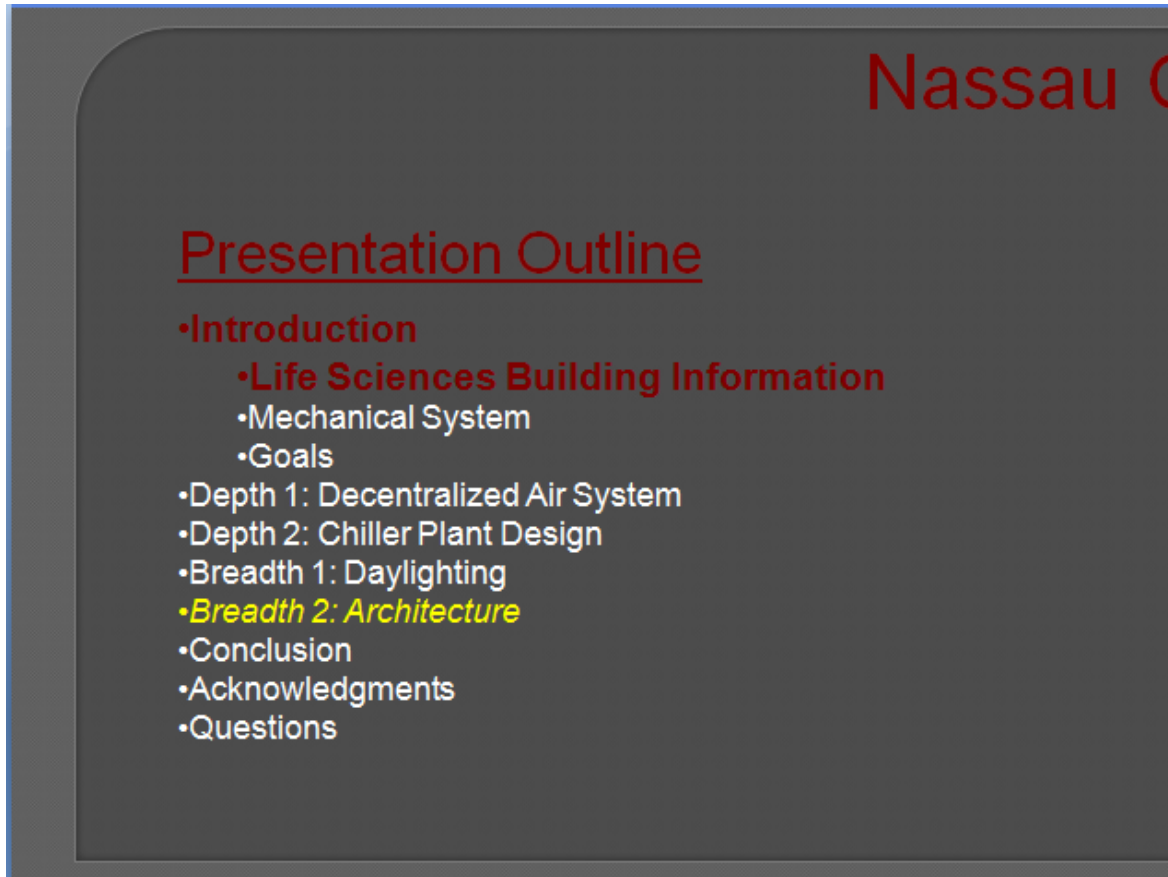 Nassau
Presentation Outline
•Introduction
•Life Sciences Building Information
•Mechanical System
•Goals
•Depth 1: Decentralized Air System
•Depth 2: Chiller Plant Design
•Breadth 1: Daylighting
•Breadth 2: Architecture
•Conclusion
•Acknowledgments
•Questions